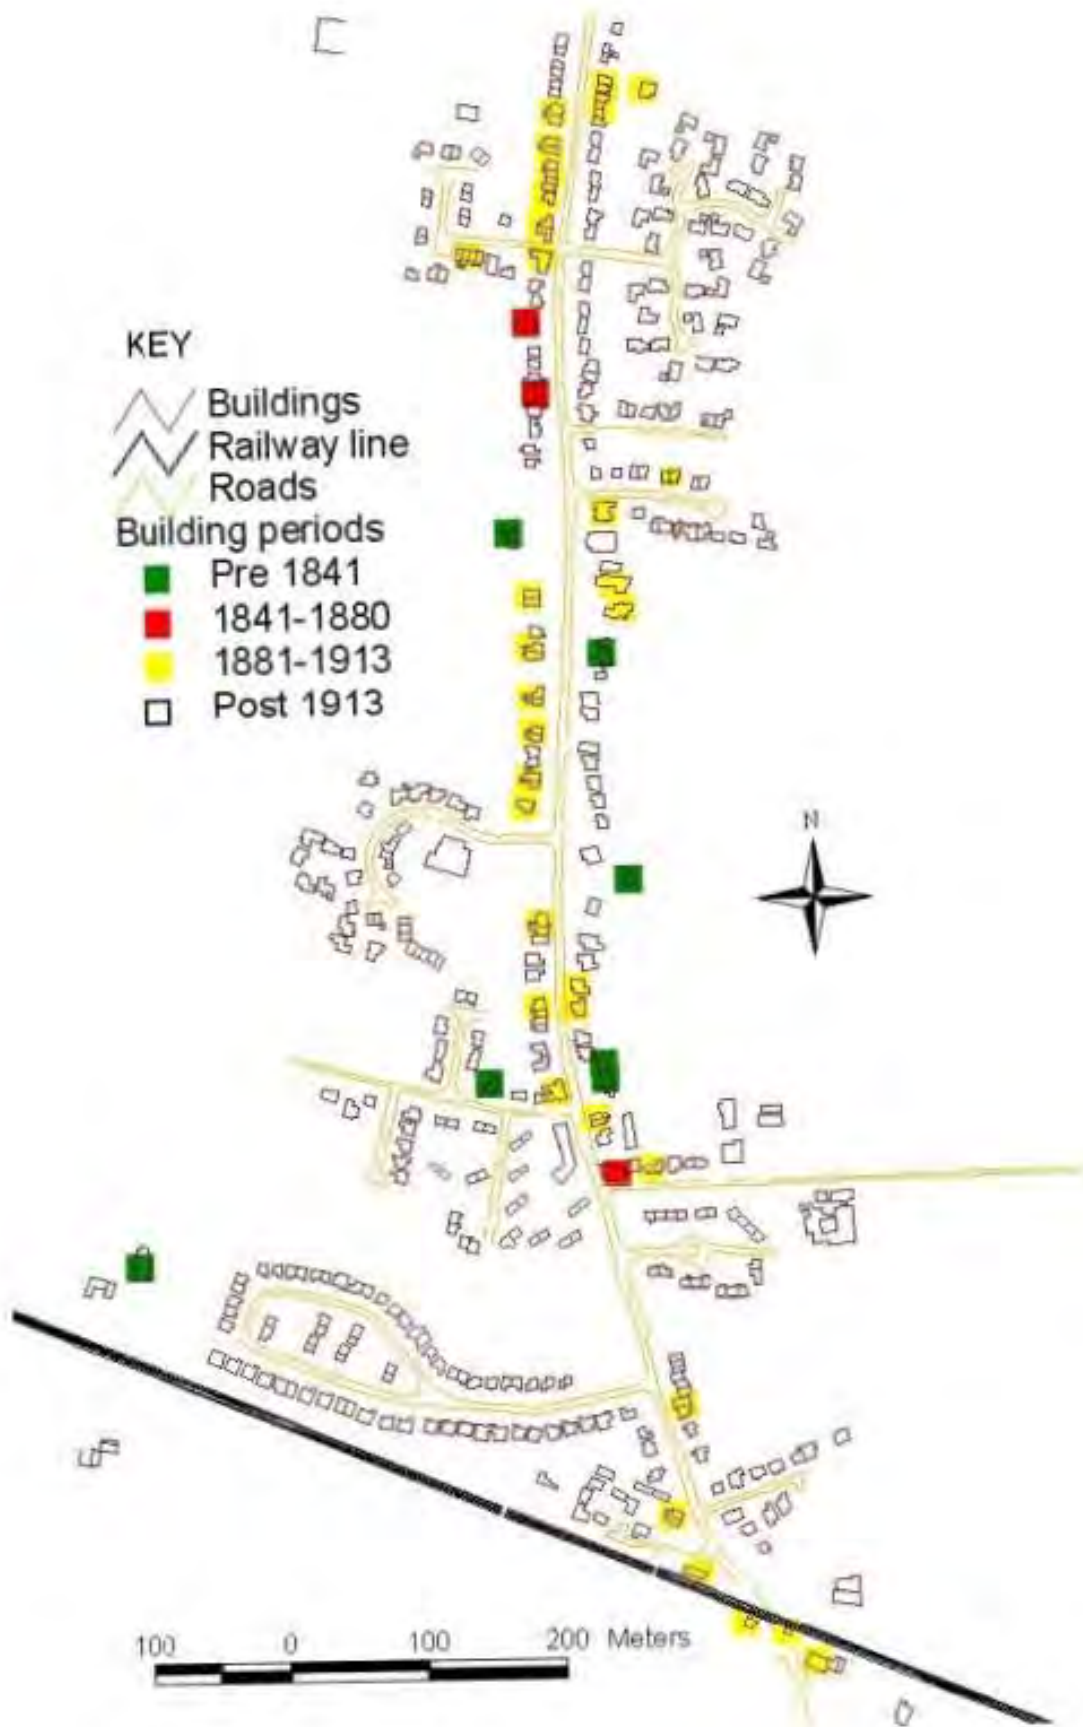 KEY
Buildings
Railway line
Roads
Building periods
Pre 1841
1841-1880
1881-1913
Post 1913
N
100 0 100 200 Meters